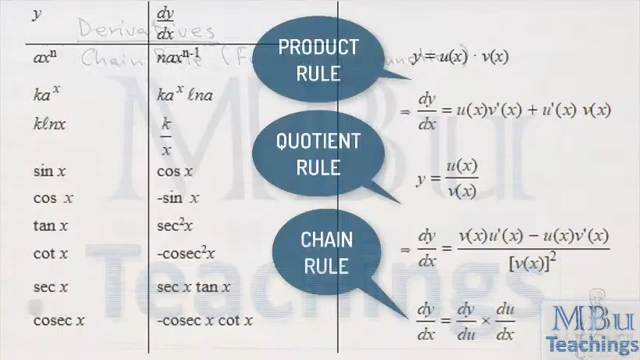 Derivatives
Chain Rule
y dy/dx
axⁿ naxⁿ⁻¹
kaˣ kaˣ lna
klnx k/x
sin x cos x
cos x -sin x
tan x sec²x
cot x -cosec²x
sec x sec x tan x
cosec x -cosec x cot x
PRODUCT
RULE
QUOTIENT
RULE
CHAIN
RULE
y = u(x) · v(x)
⇒ dy/dx = u(x)v'(x) + u'(x) v(x)
y = u(x)/v(x)
⇒ dy/dx = v(x)u'(x) − u(x)v'(x)/[v(x)]²
dy/dx = dy/du × du/dx
MBu
Teachings
MBu
Teachings